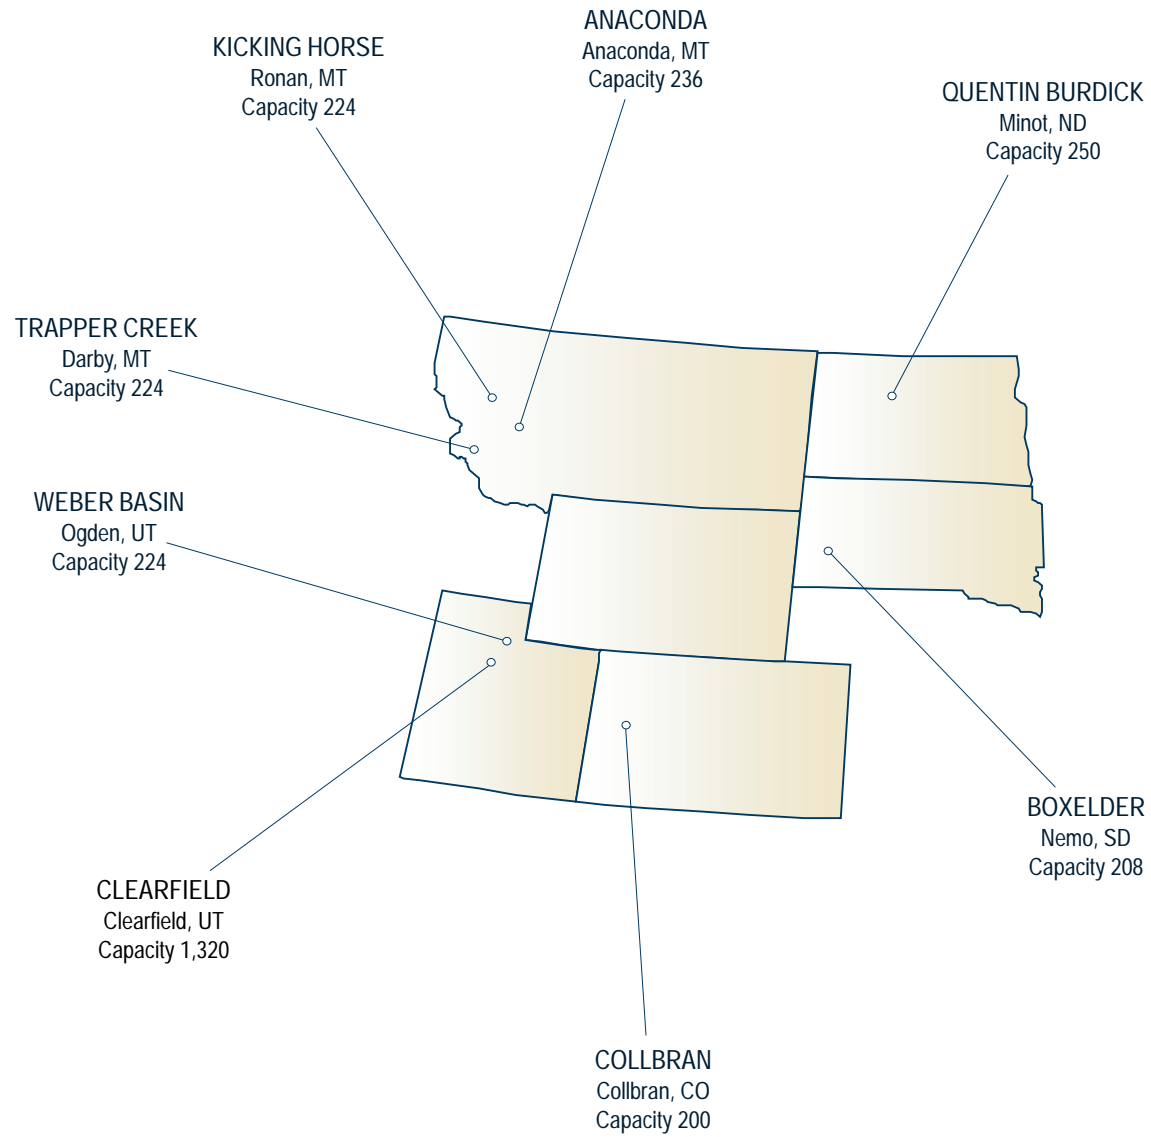 ANACONDA
Anaconda, MT
Capacity 236
KICKING HORSE
Ronan, MT
Capacity 224
QUENTIN BURDICK
Minot, ND
Capacity 250
TRAPPER CREEK
Darby, MT
Capacity 224
WEBER BASIN
Ogden, UT
Capacity 224
BOXELDER
Nemo, SD
Capacity 208
CLEARFIELD
Clearfield, UT
Capacity 1,320
COLLBRAN
Collbran, CO
Capacity 200